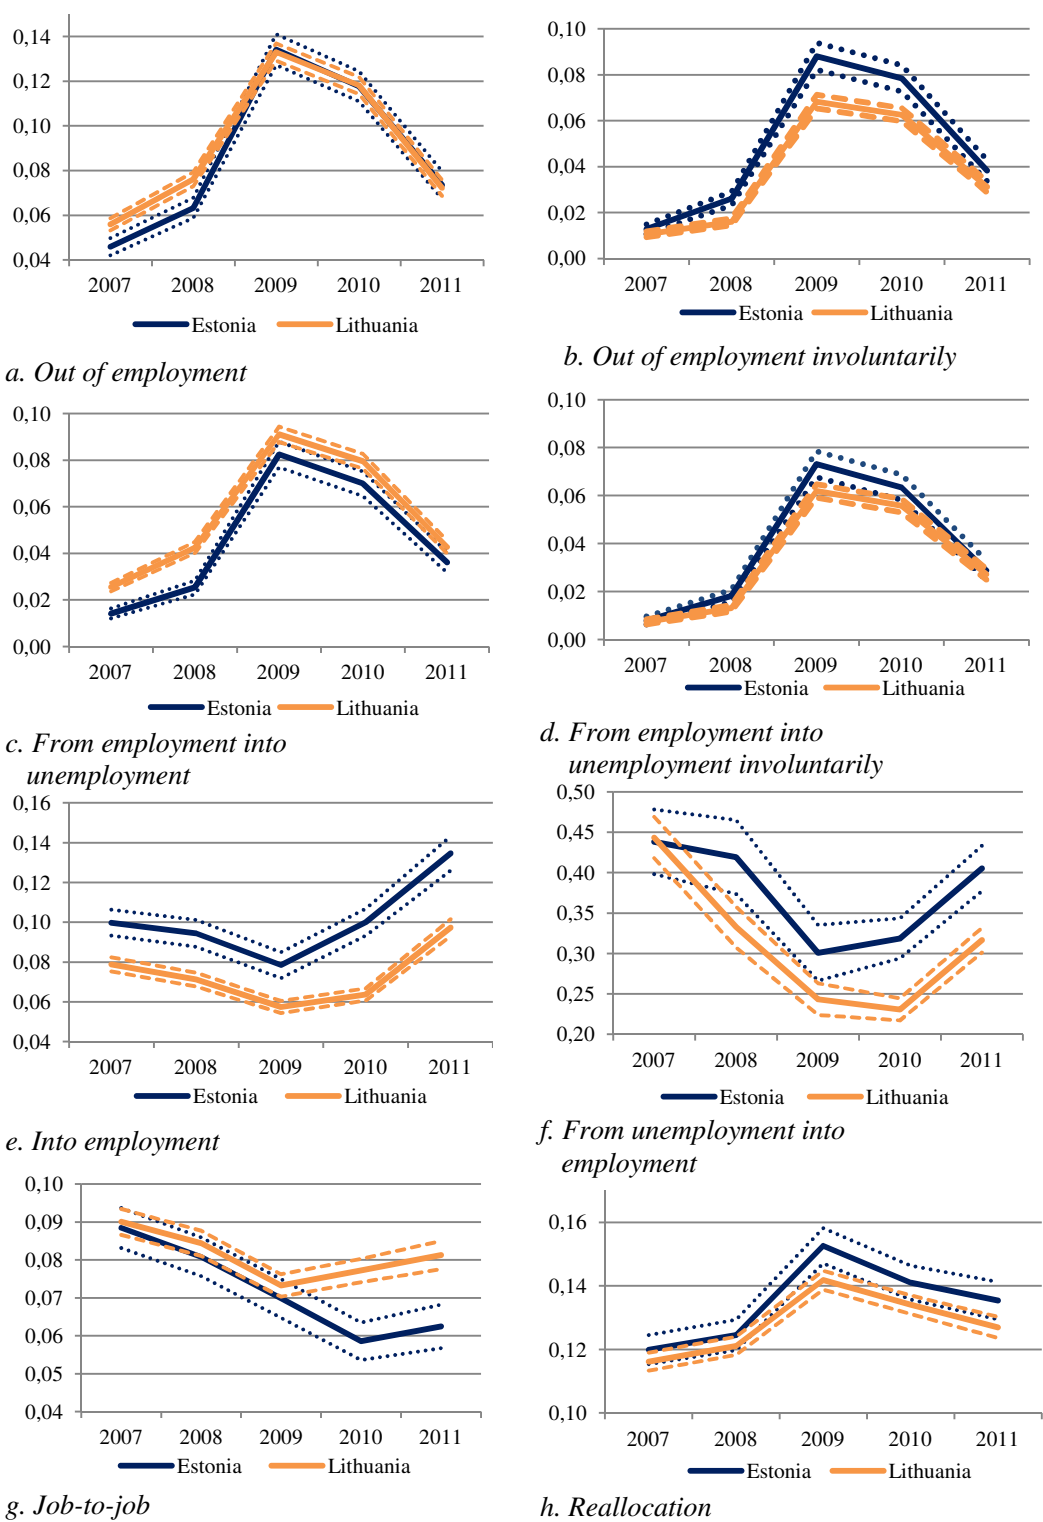 0,14
0,12
0,10
0,08
0,06
0,04
2007 2008 2009 2010 2011
Estonia Lithuania
a. Out of employment
0,10
0,08
0,06
0,04
0,02
0,00
2007 2008 2009 2010 2011
Estonia Lithuania
b. Out of employment involuntarily
0,10
0,08
0,06
0,04
0,02
0,00
2007 2008 2009 2010 2011
Estonia Lithuania
c. From employment into
unemployment
0,10
0,08
0,06
0,04
0,02
0,00
2007 2008 2009 2010 2011
Estonia Lithuania
d. From employment into
unemployment involuntarily
0,16
0,14
0,12
0,10
0,08
0,06
0,04
2007 2008 2009 2010 2011
Estonia Lithuania
e. Into employment
0,50
0,45
0,40
0,35
0,30
0,25
0,20
2007 2008 2009 2010 2011
Estonia Lithuania
f. From unemployment into
employment
0,10
0,09
0,08
0,07
0,06
0,05
0,04
2007 2008 2009 2010 2011
Estonia Lithuania
g. Job-to-job
0,16
0,14
0,12
0,10
2007 2008 2009 2010 2011
Estonia Lithuania
h. Reallocation